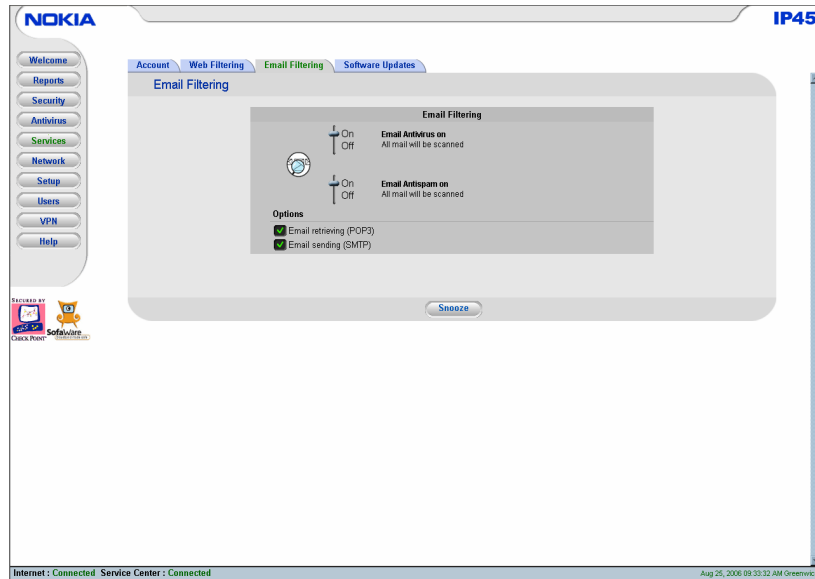 NOKIA
IP45
Welcome
Reports
Security
Antivirus
Services
Network
Setup
Users
VPN
Help
Account Web Filtering Email Filtering Software Updates
Email Filtering
Email Filtering
On Email Antivirus on
Off All mail will be scanned
On Email Antispam on
Off All mail will be scanned
Options
Email retrieving (POP3)
Email sending (SMTP)
Snooze
SECURED BY
CHECK POINT
SofaWare
Internet : Connected Service Center : Connected
Aug 25, 2006 09:33:32 AM Greenwic